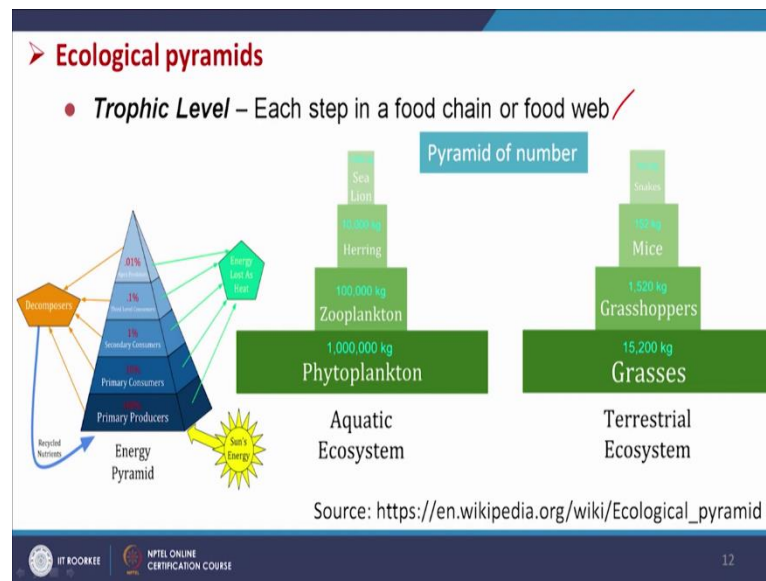 ➢ Ecological pyramids
• Trophic Level – Each step in a food chain or food web
Pyramid of number
.01%
.1%
Third Level Consumers
1%
Secondary Consumers
Primary Consumers
Primary Producers
Decomposers
Energy
Lost As
Heat
Recycled
Nutrients
Sun's
Energy
Energy
Pyramid
Sea
Lion
10,000 kg
Herring
100,000 kg
Zooplankton
1,000,000 kg
Phytoplankton
Aquatic
Ecosystem
Snakes
152 kg
Mice
1,520 kg
Grasshoppers
15,200 kg
Grasses
Terrestrial
Ecosystem
Source: https://en.wikipedia.org/wiki/Ecological_pyramid
IIT ROORKEE
NPTEL ONLINE
CERTIFICATION COURSE
12